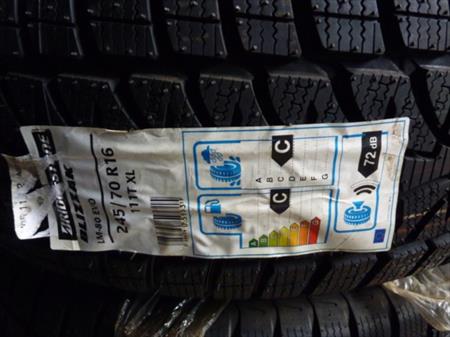 BRIDGESTONE
BLIZZAK
LM-80 EVO
245/70 R16
111T XL
C
A B C D E F G
C
A
B
72 dB